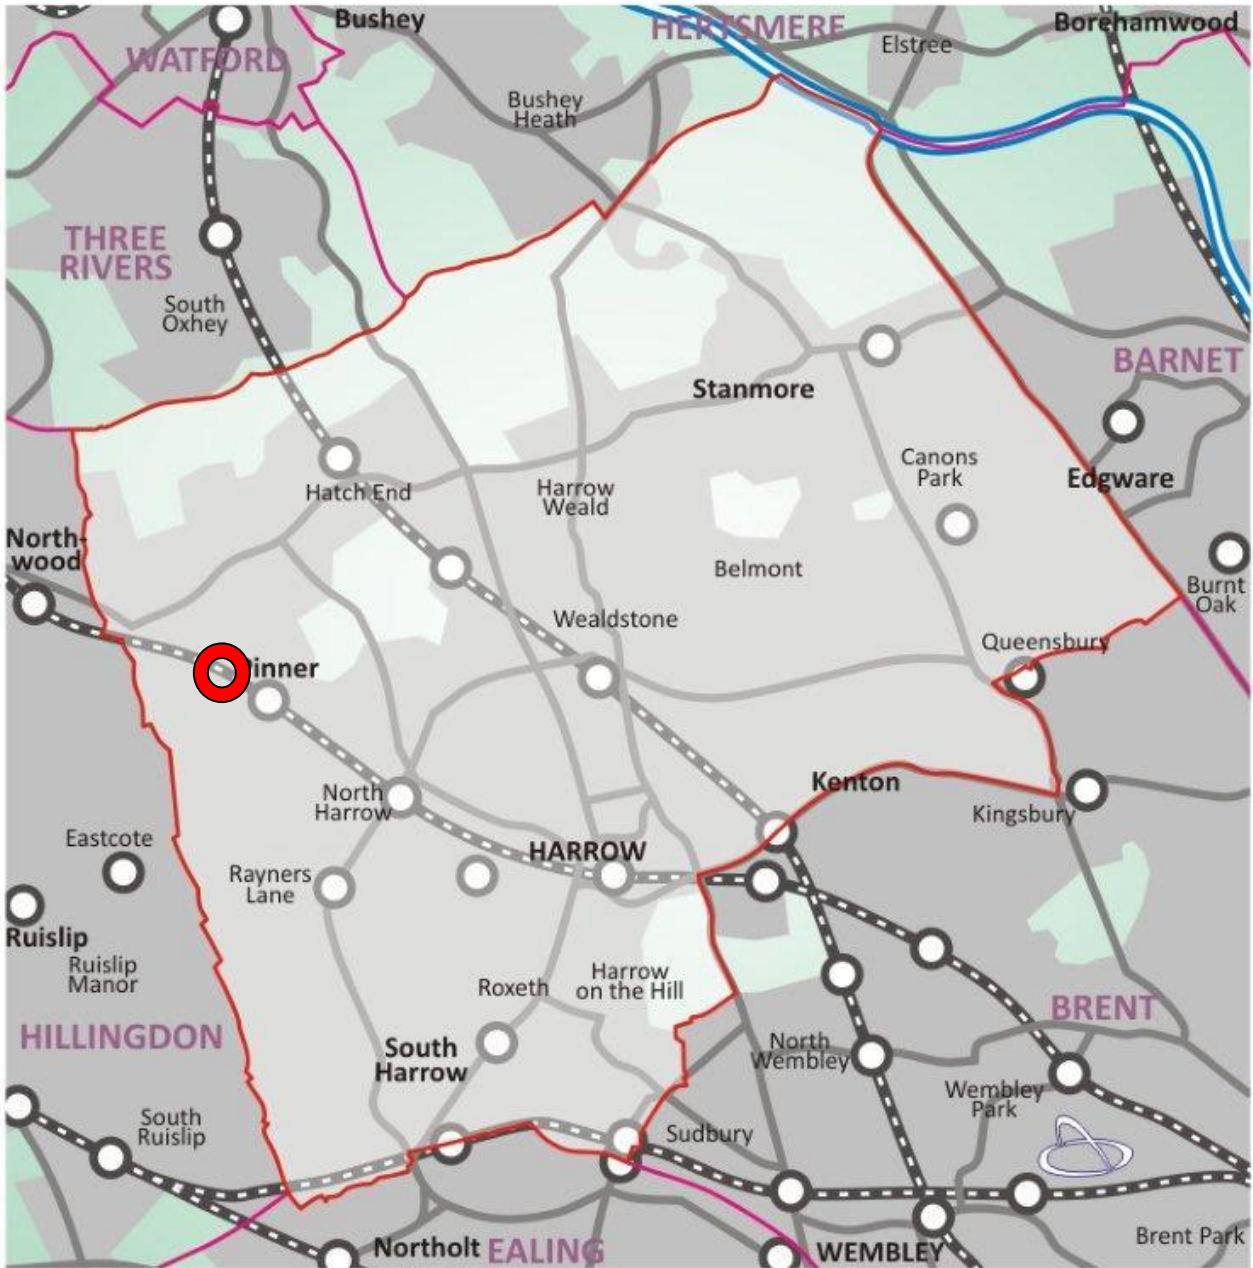 Bushey
HERTSMERE
Borehamwood
Elstree
WATFORD
Bushey
Heath
THREE
RIVERS
South
Oxhey
BARNET
Stanmore
Canons
Park
Edgware
Hatch End
Harrow
Weald
North-
wood
Belmont
Burnt
Oak
Wealdstone
Queensbury
inner
Kenton
North
Harrow
Kingsbury
Eastcote
HARROW
Rayners
Lane
Ruislip
Ruislip
Manor
Roxeth
Harrow
on the Hill
BRENT
HILLINGDON
South
Harrow
North
Wembley
Wembley
Park
South
Ruislip
Sudbury
Brent Park
Northolt
EALING
WEMBLEY